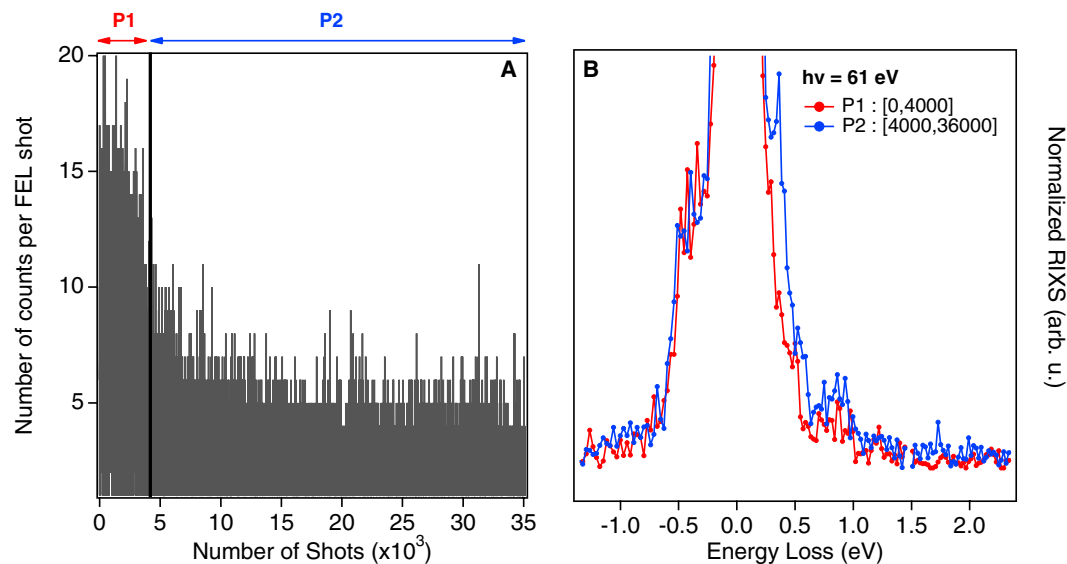 P1
P2
A
20
15
10
5
0
5
10
15
20
25
30
35
Number of counts per FEL shot
Number of Shots (x10³)
B
hν = 61 eV
P1 : [0,4000]
P2 : [4000,36000]
-1.0
-0.5
0.0
0.5
1.0
1.5
2.0
Energy Loss (eV)
Normalized RIXS (arb. u.)